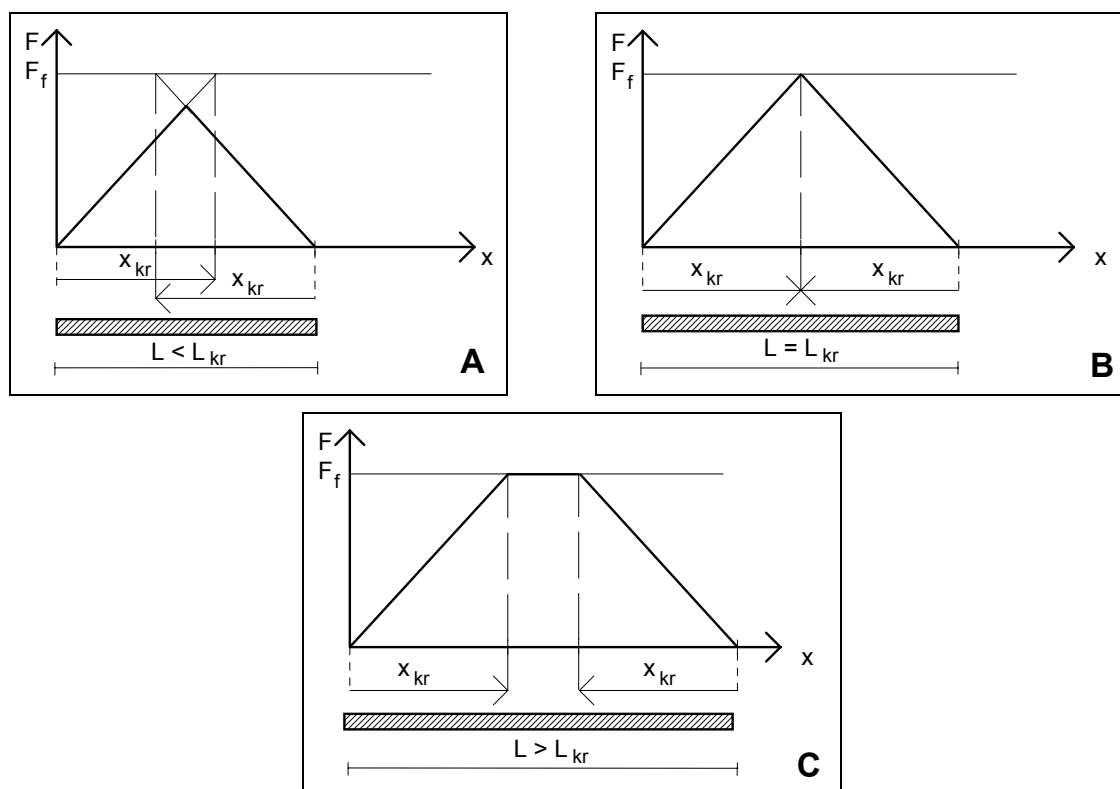 F
F_f
x
x_kr
x_kr
L < L_kr
A
F
F_f
x
x_kr x_kr
L = L_kr
B
F
F_f
x
x_kr x_kr
L > L_kr
C